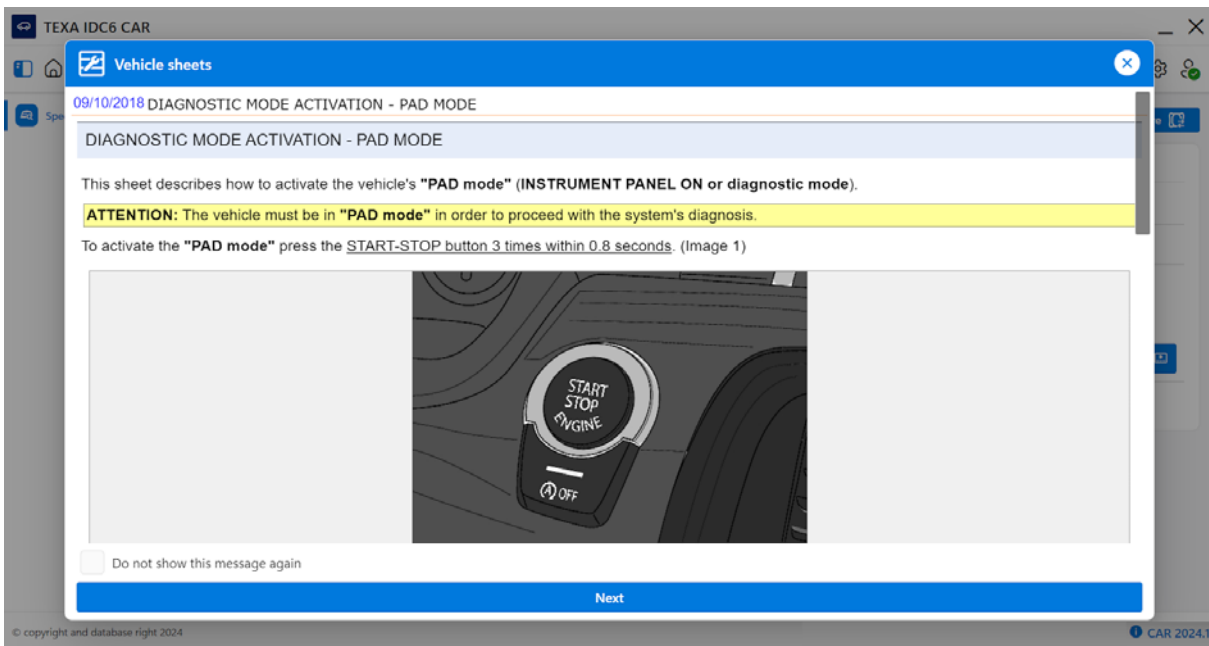 TEXA IDC6 CAR
Vehicle sheets
Spe
09/10/2018 DIAGNOSTIC MODE ACTIVATION - PAD MODE
DIAGNOSTIC MODE ACTIVATION - PAD MODE
This sheet describes how to activate the vehicle's "PAD mode" (INSTRUMENT PANEL ON or diagnostic mode).
ATTENTION: The vehicle must be in "PAD mode" in order to proceed with the system's diagnosis.
To activate the "PAD mode" press the START-STOP button 3 times within 0.8 seconds. (Image 1)
START
STOP
ENGINE
(A) OFF
Do not show this message again
Next
© copyright and database right 2024
CAR 2024.1